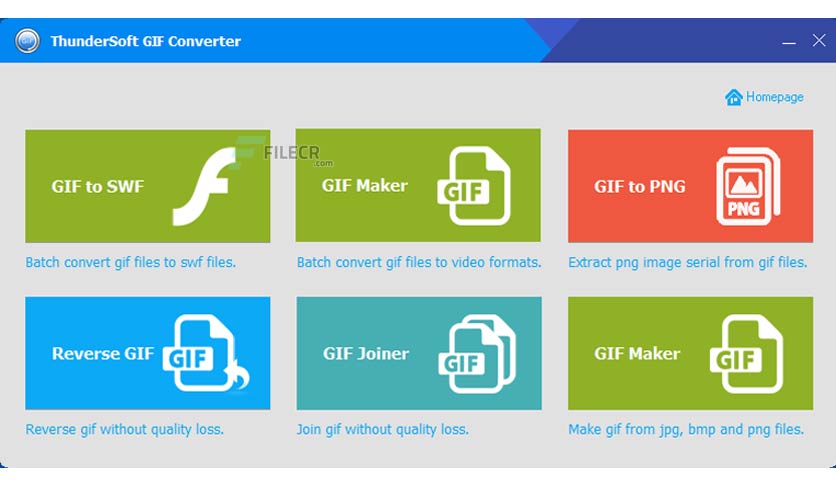 ThunderSoft GIF Converter
Homepage
GIF to SWF
FILECR
.com
GIF Maker
GIF
GIF to PNG
PNG
Batch convert gif files to swf files.
Batch convert gif files to video formats.
Extract png image serial from gif files.
Reverse GIF
GIF
GIF Joiner
GIF
GIF Maker
GIF
Reverse gif without quality loss.
Join gif without quality loss.
Make gif from jpg, bmp and png files.